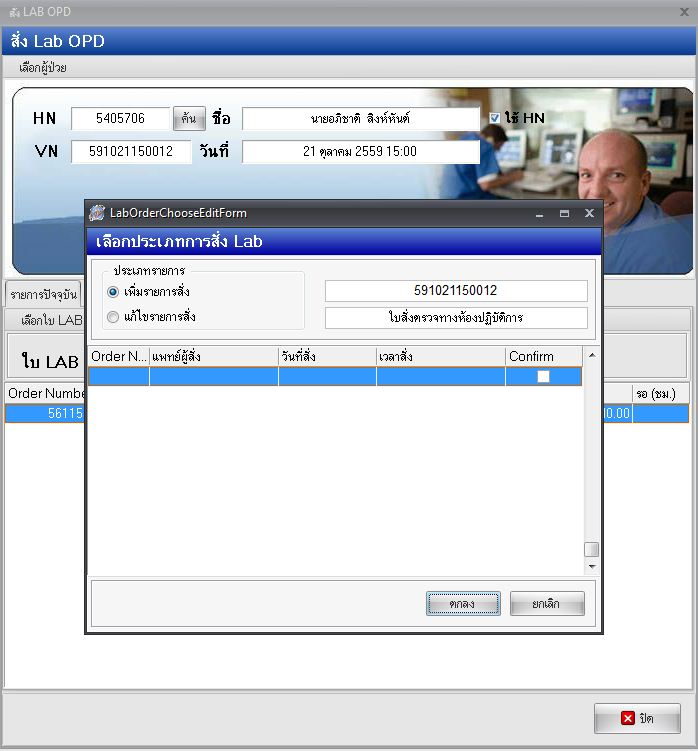 LAB OPD
สั่ง Lab OPD
เลือกผู้ป่วย
HN 5405706 ค้น ชื่อ นายอภิชาติ สิงห์หันต์ ใช้ HN
VN 591021150012 วันที่ 21 ตุลาคม 2559 15:00
LabOrderChooseEditForm
เลือกประเภทการสั่ง Lab
ประเภทรายการ
เพิ่มรายการสั่ง 591021150012
แก้ไขรายการสั่ง ใบสั่งตรวจทางห้องปฏิบัติการ
รายการปัจจุบัน
เลือกใบ LAB
ใบ LAB
Order N... แพทย์ผู้สั่ง วันที่สั่ง เวลาสั่ง Confirm
Order Numbe รอ (ชม.)
56115 0.00
ตกลง ยกเลิก
ปิด